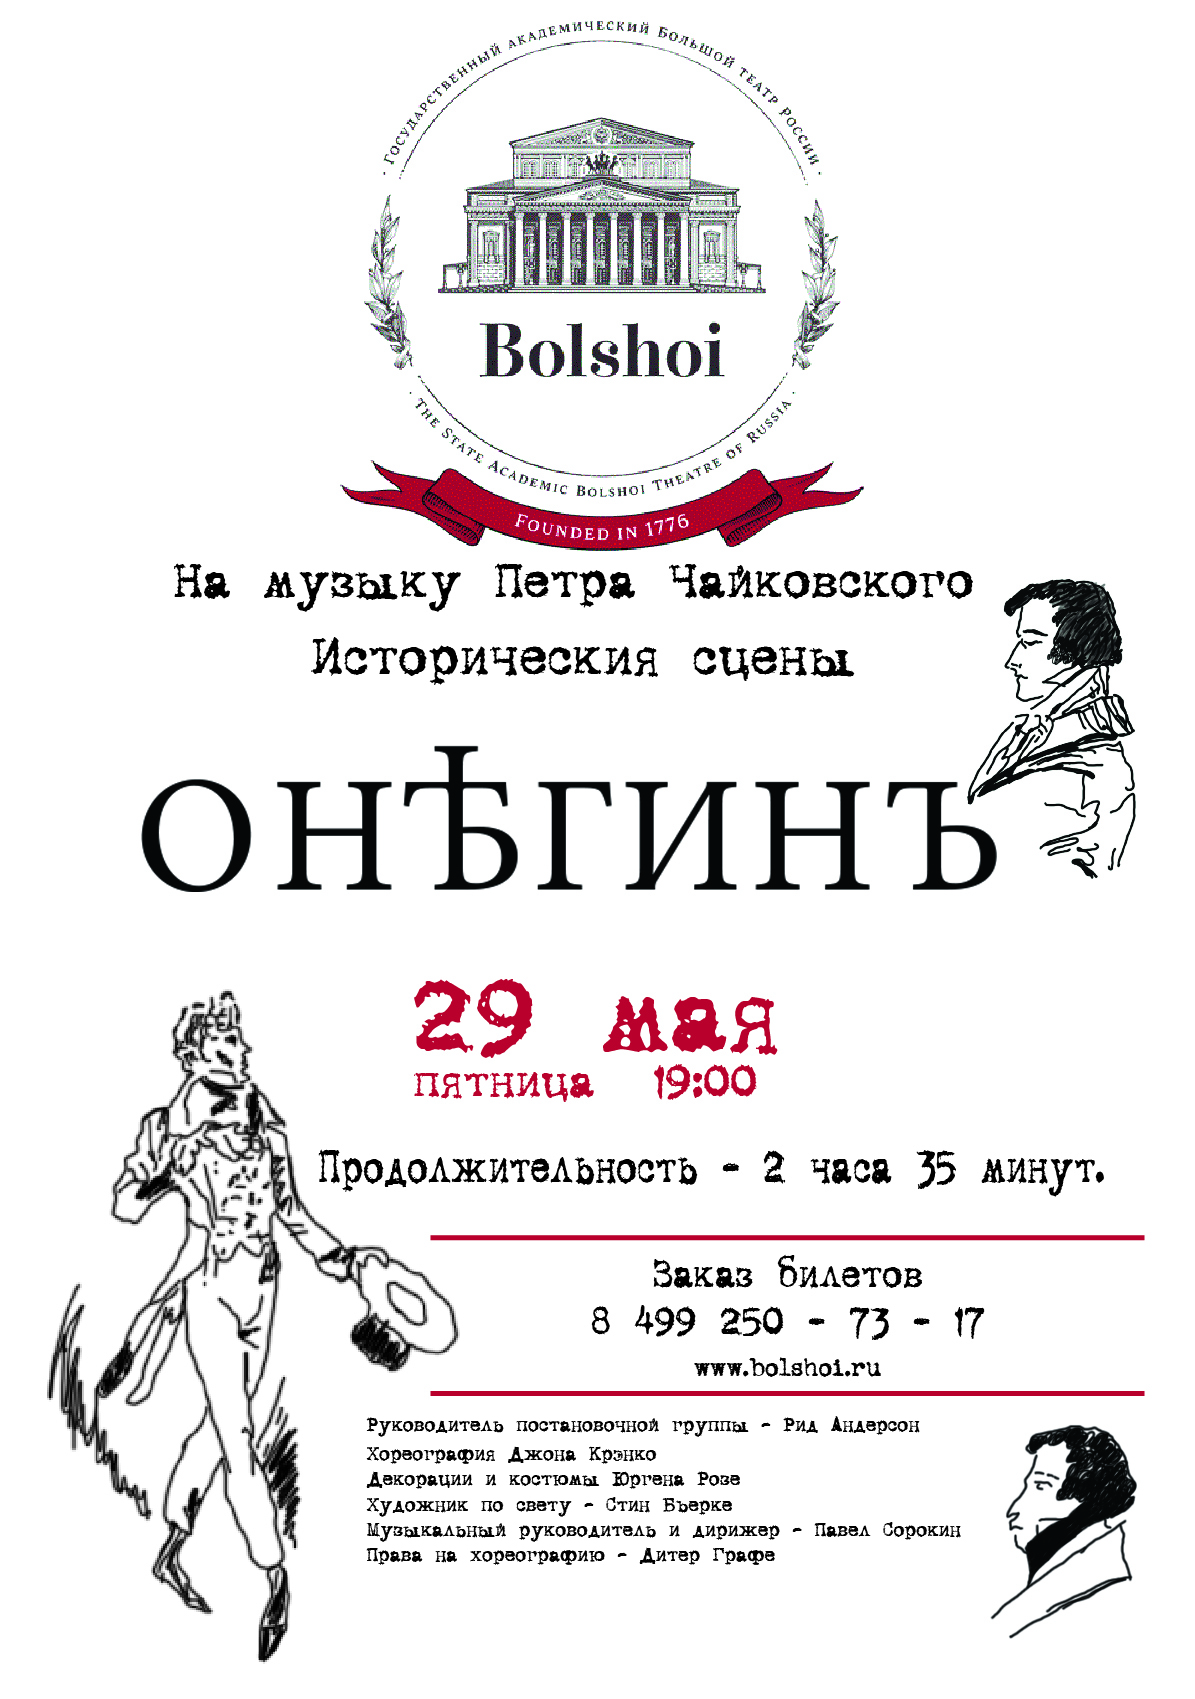 · Государственный академический Большой театр России ·
Bolshoi
· The State Academic Bolshoi Theatre of Russia ·
Founded in 1776
На музыку Петра Чайковского
Историческия сцены
ОНѢГИНЪ
29 мая
пятница 19:00
Продолжительность - 2 часа 35 минут.
Заказ билетов
8 499 250 - 73 - 17
www.bolshoi.ru
Руководитель постановочной группы - Рид Андерсон
Хореография Джона Крэнко
Декорации и костюмы Юргена Розе
Художник по свету - Стин Бьерке
Музыкальный руководитель и дирижер - Павел Сорокин
Права на хореографию - Дитер Графе